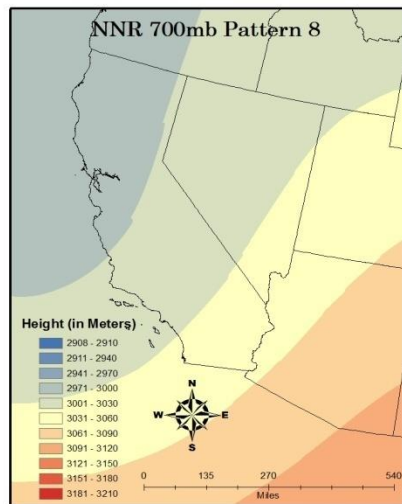 NNR 700mb Pattern 8
Height (in Meters)
2908 - 2910
2911 - 2940
2941 - 2970
2971 - 3000
3001 - 3030
3031 - 3060
3061 - 3090
3091 - 3120
3121 - 3150
3151 - 3180
3181 - 3210
N
W E
S
0 135 270 540
Miles